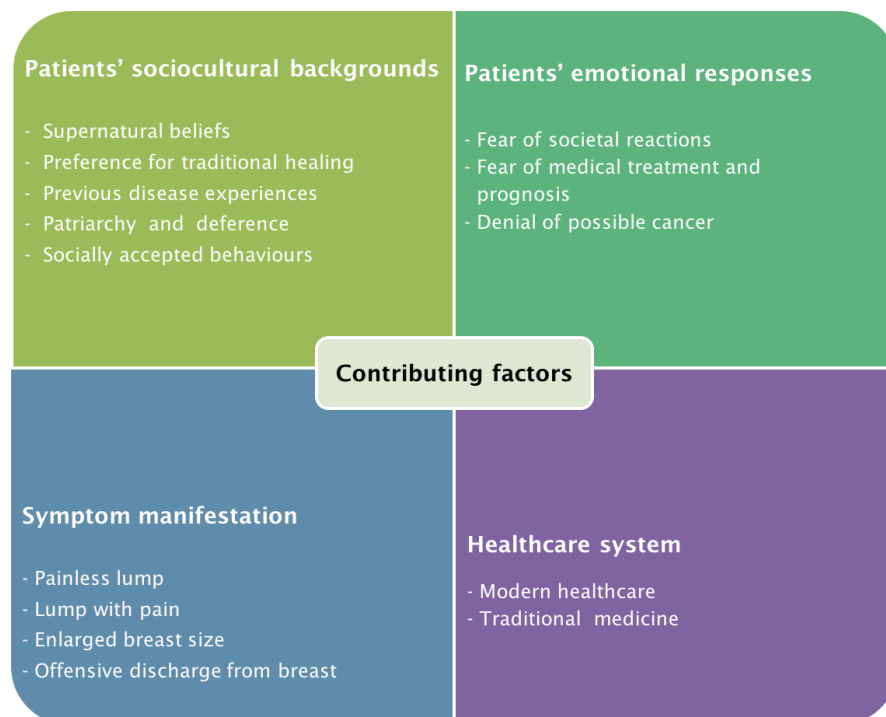 Patients’ sociocultural backgrounds
- Supernatural beliefs
- Preference for traditional healing
- Previous disease experiences
- Patriarchy and deference
- Socially accepted behaviours
Patients’ emotional responses
- Fear of societal reactions
- Fear of medical treatment and
prognosis
- Denial of possible cancer
Contributing factors
Symptom manifestation
- Painless lump
- Lump with pain
- Enlarged breast size
- Offensive discharge from breast
Healthcare system
- Modern healthcare
- Traditional medicine